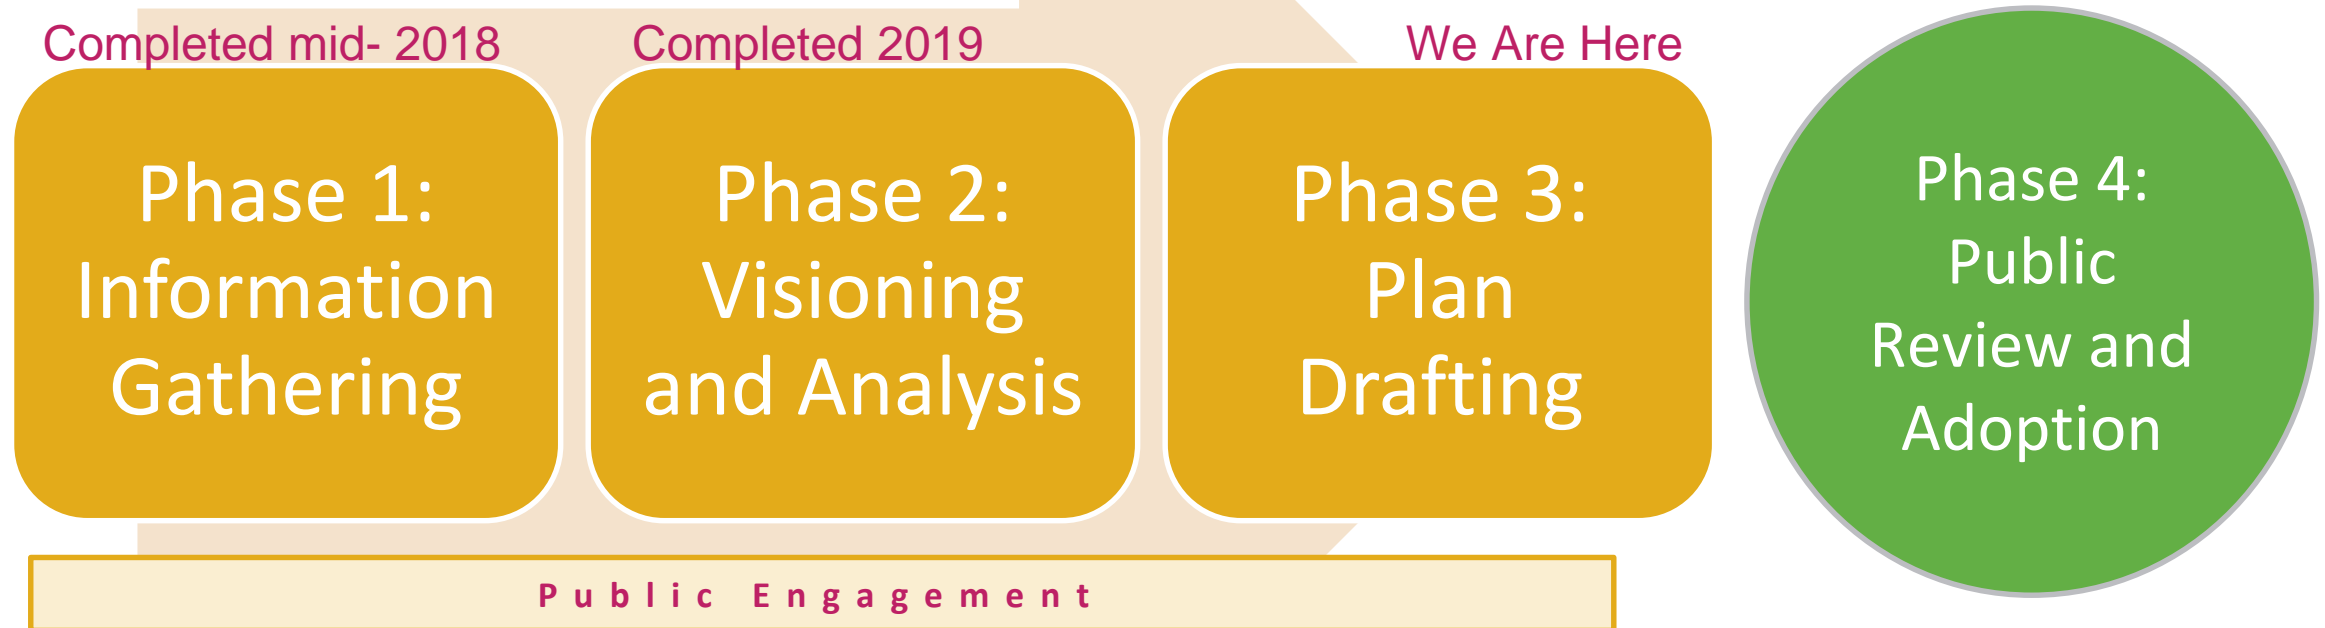 Completed mid- 2018
Completed 2019
We Are Here
Phase 1:
Information
Gathering
Phase 2:
Visioning
and Analysis
Phase 3:
Plan
Drafting
Phase 4:
Public
Review and
Adoption
Public Engagement